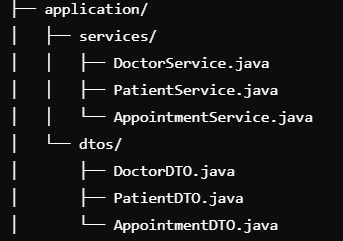 ├── application/
│   ├── services/
│   │   ├── DoctorService.java
│   │   ├── PatientService.java
│   │   └── AppointmentService.java
│   └── dtos/
│       ├── DoctorDTO.java
│       ├── PatientDTO.java
│       └── AppointmentDTO.java